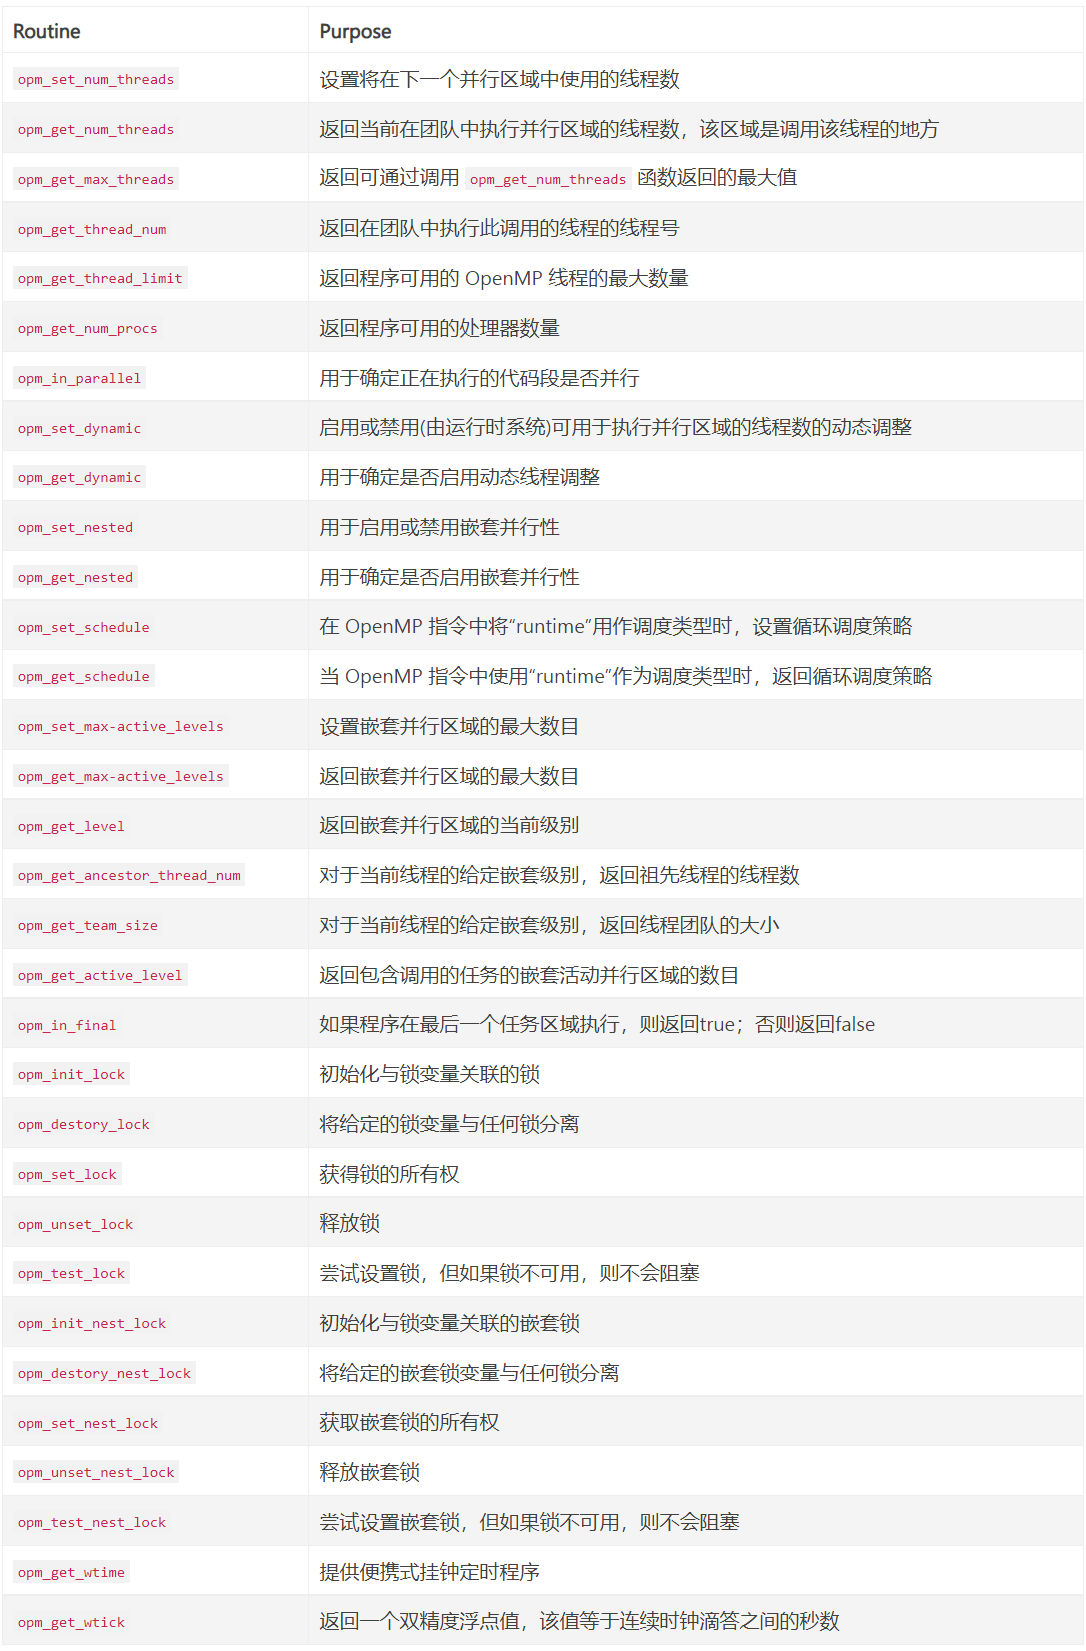 Routine Purpose
opm_set_num_threads 设置将在下一个并行区域中使用的线程数
opm_get_num_threads 返回当前在团队中执行并行区域的线程数，该区域是调用该线程的地方
opm_get_max_threads 返回可通过调用 opm_get_num_threads 函数返回的最大值
opm_get_thread_num 返回在团队中执行此调用的线程的线程号
opm_get_thread_limit 返回程序可用的 OpenMP 线程的最大数量
opm_get_num_procs 返回程序可用的处理器数量
opm_in_parallel 用于确定正在执行的代码段是否并行
opm_set_dynamic 启用或禁用(由运行时系统)可用于执行并行区域的线程数的动态调整
opm_get_dynamic 用于确定是否启用动态线程调整
opm_set_nested 用于启用或禁用嵌套并行性
opm_get_nested 用于确定是否启用嵌套并行性
opm_set_schedule 在 OpenMP 指令中将“runtime”用作调度类型时，设置循环调度策略
opm_get_schedule 当 OpenMP 指令中使用“runtime”作为调度类型时，返回循环调度策略
opm_set_max-active_levels 设置嵌套并行区域的最大数目
opm_get_max-active_levels 返回嵌套并行区域的最大数目
opm_get_level 返回嵌套并行区域的当前级别
opm_get_ancestor_thread_num 对于当前线程的给定嵌套级别，返回祖先线程的线程数
opm_get_team_size 对于当前线程的给定嵌套级别，返回线程团队的大小
opm_get_active_level 返回包含调用的任务的嵌套活动并行区域的数目
opm_in_final 如果程序在最后一个任务区域执行，则返回true；否则返回false
opm_init_lock 初始化与锁变量关联的锁
opm_destory_lock 将给定的锁变量与任何锁分离
opm_set_lock 获得锁的所有权
opm_unset_lock 释放锁
opm_test_lock 尝试设置锁，但如果锁不可用，则不会阻塞
opm_init_nest_lock 初始化与锁变量关联的嵌套锁
opm_destory_nest_lock 将给定的嵌套锁变量与任何锁分离
opm_set_nest_lock 获取嵌套锁的所有权
opm_unset_nest_lock 释放嵌套锁
opm_test_nest_lock 尝试设置嵌套锁，但如果锁不可用，则不会阻塞
opm_get_wtime 提供便携式挂钟定时程序
opm_get_wtick 返回一个双精度浮点值，该值等于连续时钟滴答之间的秒数